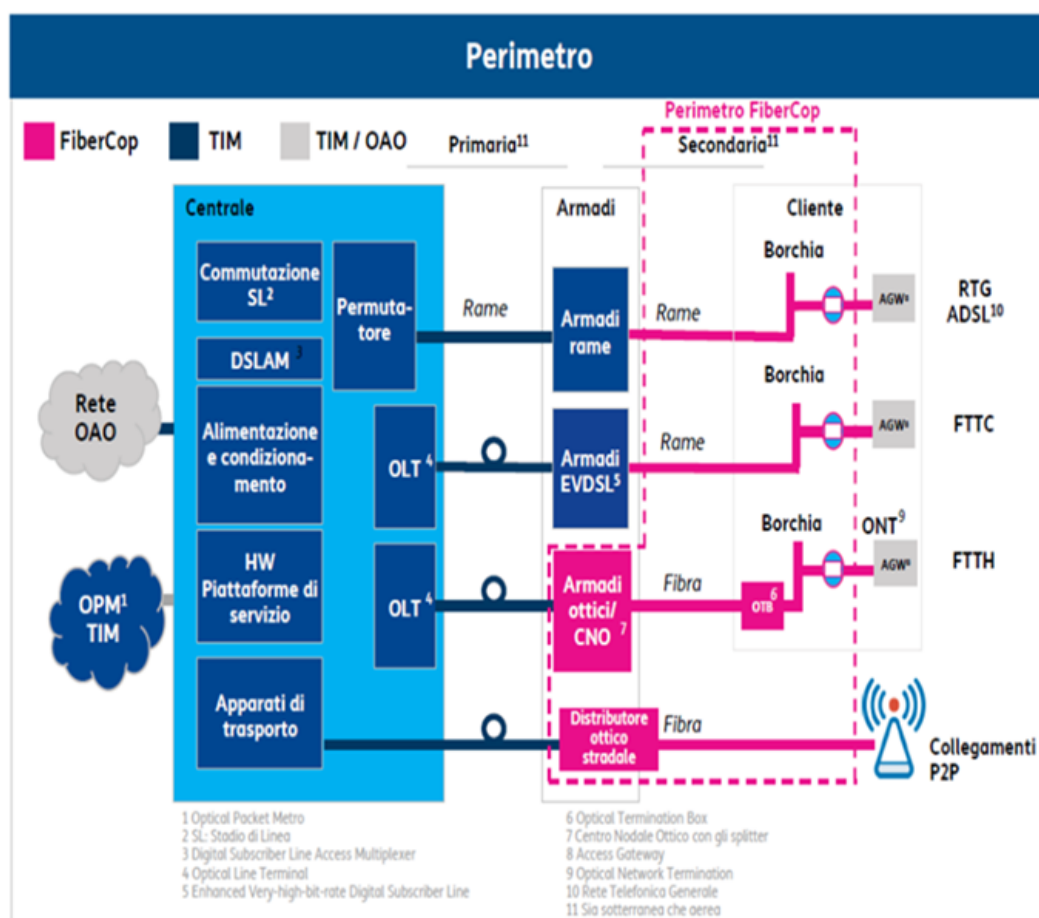 Perimetro
Perimetro FiberCop
FiberCop
TIM
TIM / OAO
Primaria¹¹
Secondaria¹¹
Centrale
Armadi
Cliente
Commutazione
SL²
Permuta-
tore
DSLAM 3
Alimentazione
e condiziona-
mento
OLT 4
HW
Piattaforme di
servizio
OLT 4
Apparati di
trasporto
Rete
OAO
OPM¹
TIM
Rame
Armadi
rame
Rame
Borchia
AGW⁸
RTG
ADSL¹⁰
Armadi
EVDSL⁵
Rame
Borchia
AGW⁸
FTTC
Armadi
ottici/
CNO 7
Fibra
6
OTB
Borchia
ONT⁹
AGW⁸
FTTH
Distributore
ottico
stradale
Fibra
Collegamenti
P2P
1 Optical Packet Metro
2 SL: Stadio di Linea
3 Digital Subscriber Line Access Multiplexer
4 Optical Line Terminal
5 Enhanced Very-high-bit-rate Digital Subscriber Line
6 Optical Termination Box
7 Centro Nodale Ottico con gli splitter
8 Access Gateway
9 Optical Network Termination
10 Rete Telefonica Generale
11 Sia sotterranea che aerea